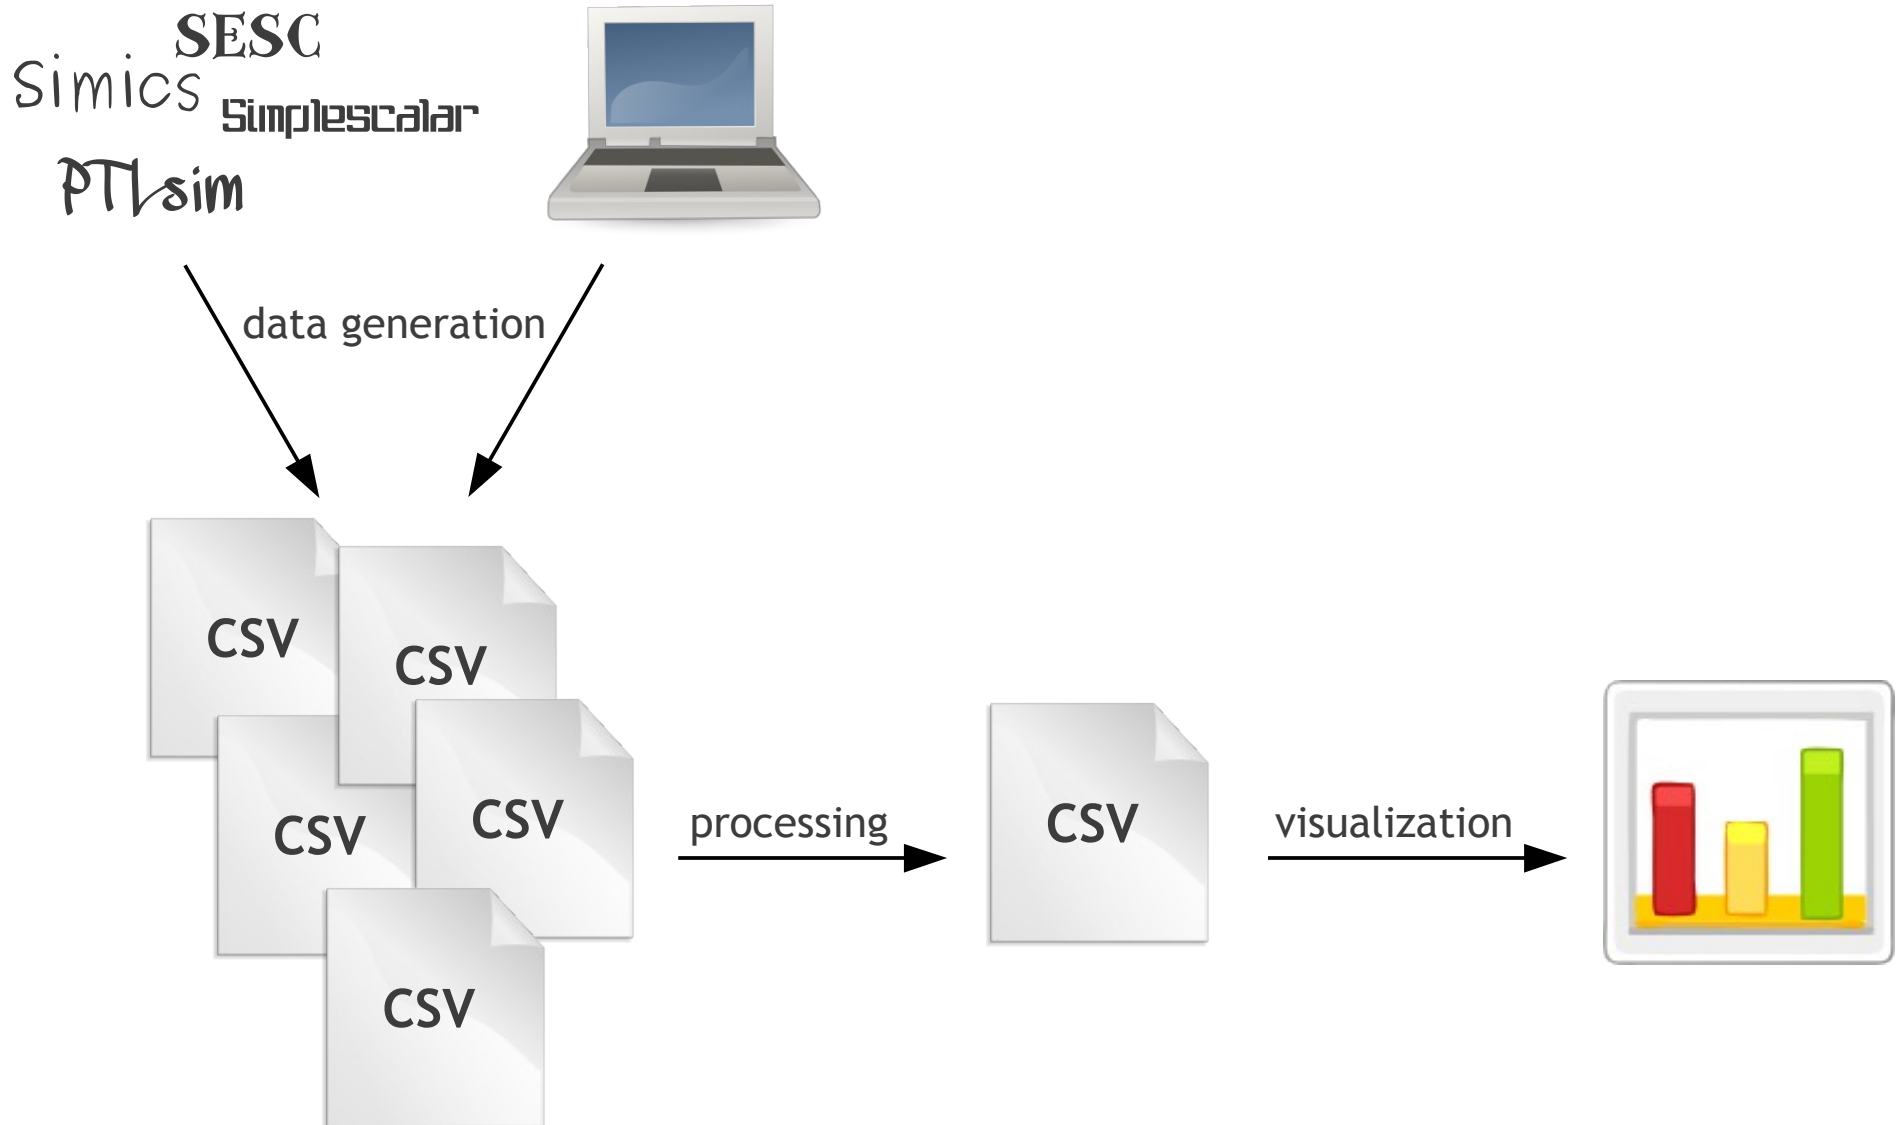 SESC
Simics
Simplescalar
PTLsim
data generation
CSV
CSV
CSV
CSV
CSV
processing
CSV
visualization